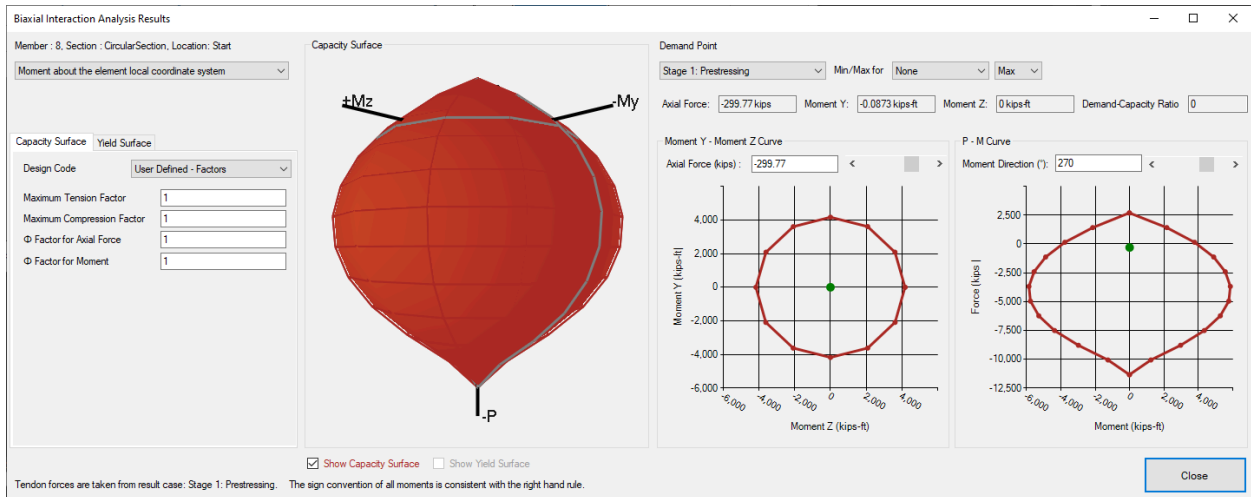 Biaxial Interaction Analysis Results
Member : 8, Section : CircularSection, Location: Start
Moment about the element local coordinate system
Capacity Surface
Yield Surface
Design Code
User Defined - Factors
Maximum Tension Factor
1
Maximum Compression Factor
1
Φ Factor for Axial Force
1
Φ Factor for Moment
1
Capacity Surface
+Mz
-My
-P
Show Capacity Surface
Show Yield Surface
Demand Point
Stage 1: Prestressing
Min/Max for
None
Max
Axial Force:
-299.77 kips
Moment Y:
-0.0873 kips-ft
Moment Z:
0 kips-ft
Demand-Capacity Ratio
0
Moment Y - Moment Z Curve
Axial Force (kips) :
-299.77
< >
Moment Y (kips-ft)
4,000
2,000
0
-2,000
-4,000
-6,000
-6,000
-4,000
-2,000
0
2,000
4,000
Moment Z (kips-ft)
P - M Curve
Moment Direction (°):
270
< >
Force (kips )
2,500
0
-2,500
-5,000
-7,500
-10,000
-12,500
-6,000
-4,000
-2,000
0
2,000
4,000
Moment (kips-ft)
Tendon forces are taken from result case: Stage 1: Prestressing. The sign convention of all moments is consistent with the right hand rule.
Close